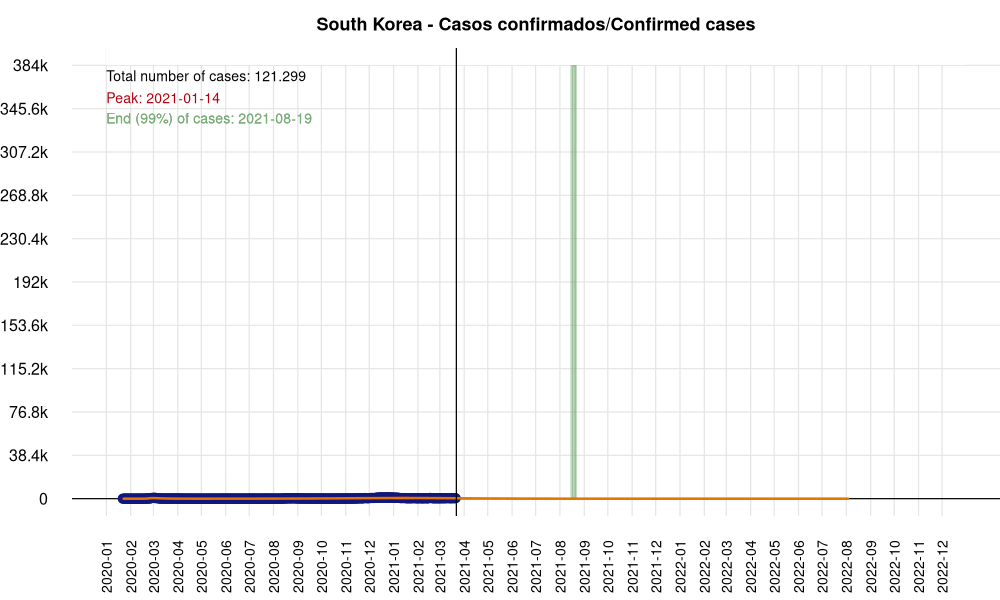 South Korea - Casos confirmados/Confirmed cases
Total number of cases: 121.299
Peak: 2021-01-14
End (99%) of cases: 2021-08-19
384k
345.6k
307.2k
268.8k
230.4k
192k
153.6k
115.2k
76.8k
38.4k
0
2020-01
2020-02
2020-03
2020-04
2020-05
2020-06
2020-07
2020-08
2020-09
2020-10
2020-11
2020-12
2021-01
2021-02
2021-03
2021-04
2021-05
2021-06
2021-07
2021-08
2021-09
2021-10
2021-11
2021-12
2022-01
2022-02
2022-03
2022-04
2022-05
2022-06
2022-07
2022-08
2022-09
2022-10
2022-11
2022-12